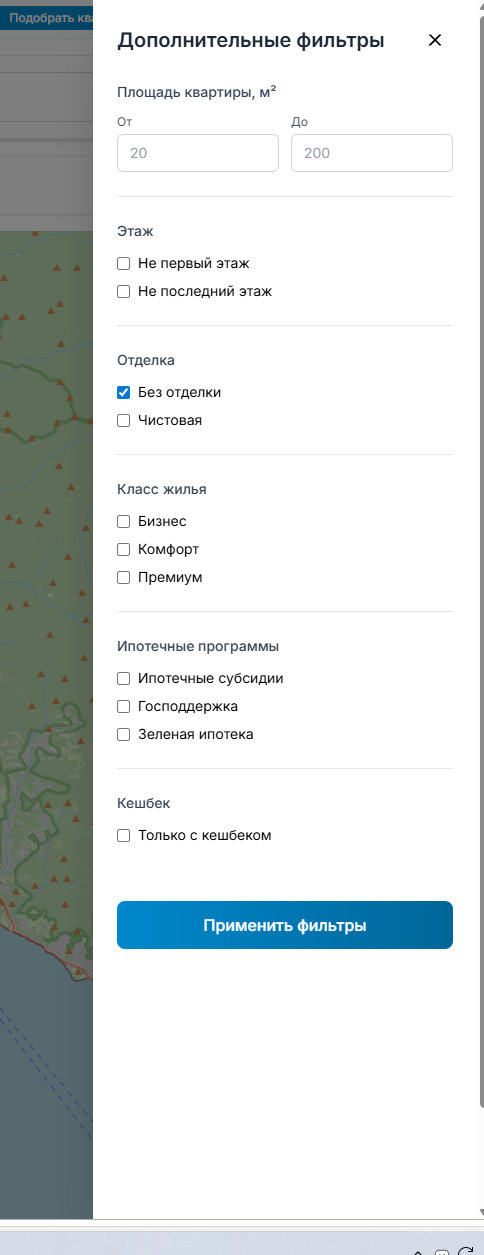 Подобрать ква
Дополнительные фильтры
Площадь квартиры, м²
От
До
20
200
Этаж
Не первый этаж
Не последний этаж
Отделка
Без отделки
Чистовая
Класс жилья
Бизнес
Комфорт
Премиум
Ипотечные программы
Ипотечные субсидии
Господдержка
Зеленая ипотека
Кешбек
Только с кешбеком
Применить фильтры